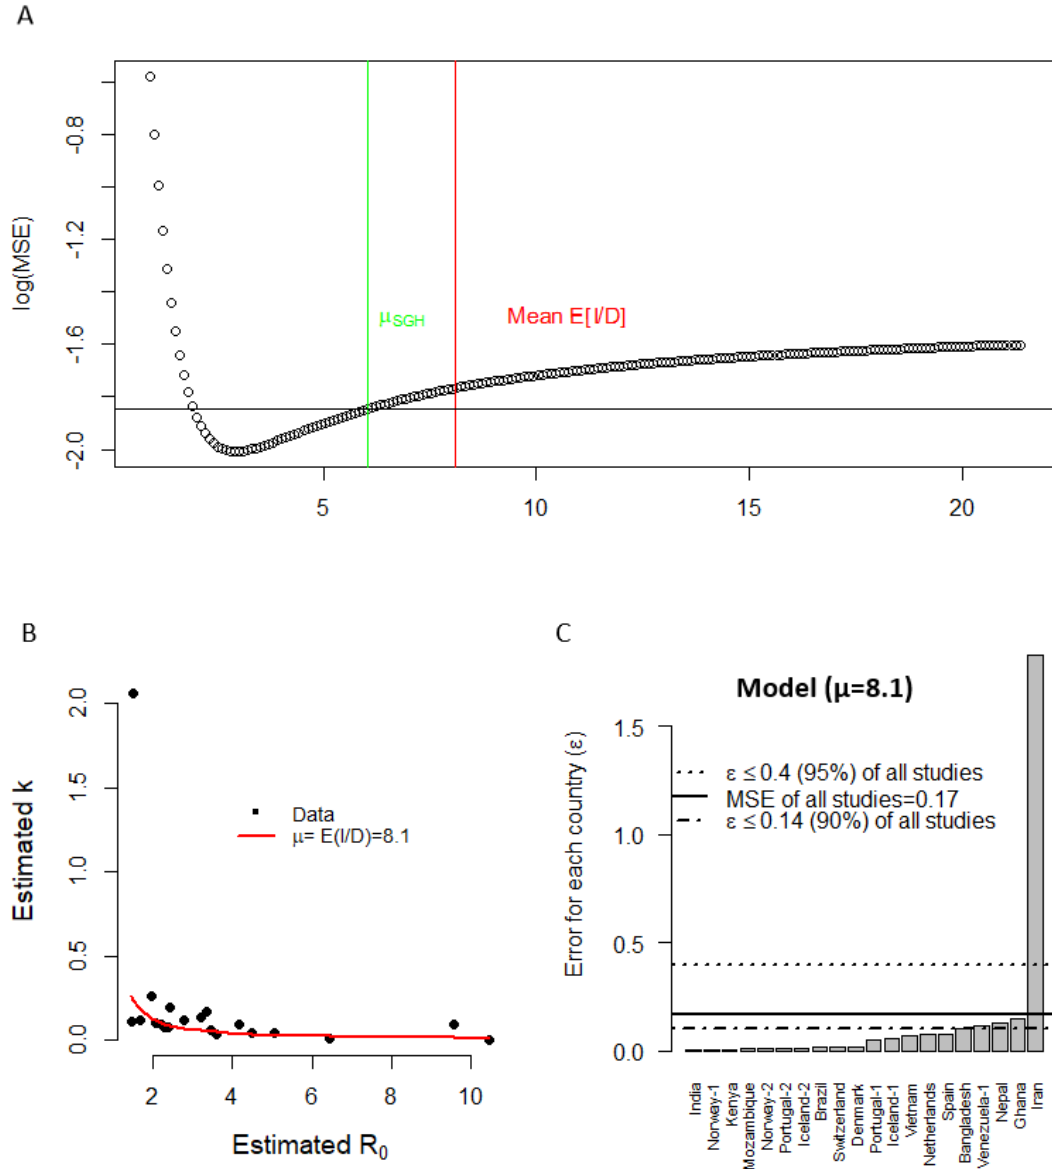 A
log(MSE)
-0.8
-1.2
-1.6
-2.0
μSGH
Mean E[I/D]
5
10
15
20
B
Estimated k
2.0
1.5
1.0
0.5
0.0
Data
μ= E(I/D)=8.1
2
4
6
8
10
Estimated R₀
C
Model (μ=8.1)
Error for each country (ε)
1.5
1.0
0.5
0.0
ε ≤ 0.4 (95%) of all studies
MSE of all studies=0.17
ε ≤ 0.14 (90%) of all studies
India
Norway-1
Kenya
Mozambique
Norway-2
Portugal-2
Iceland-2
Brazil
Switzerland
Denmark
Portugal-1
Iceland-1
Vietnam
Netherlands
Spain
Bangladesh
Venezuela-1
Nepal
Ghana
Iran